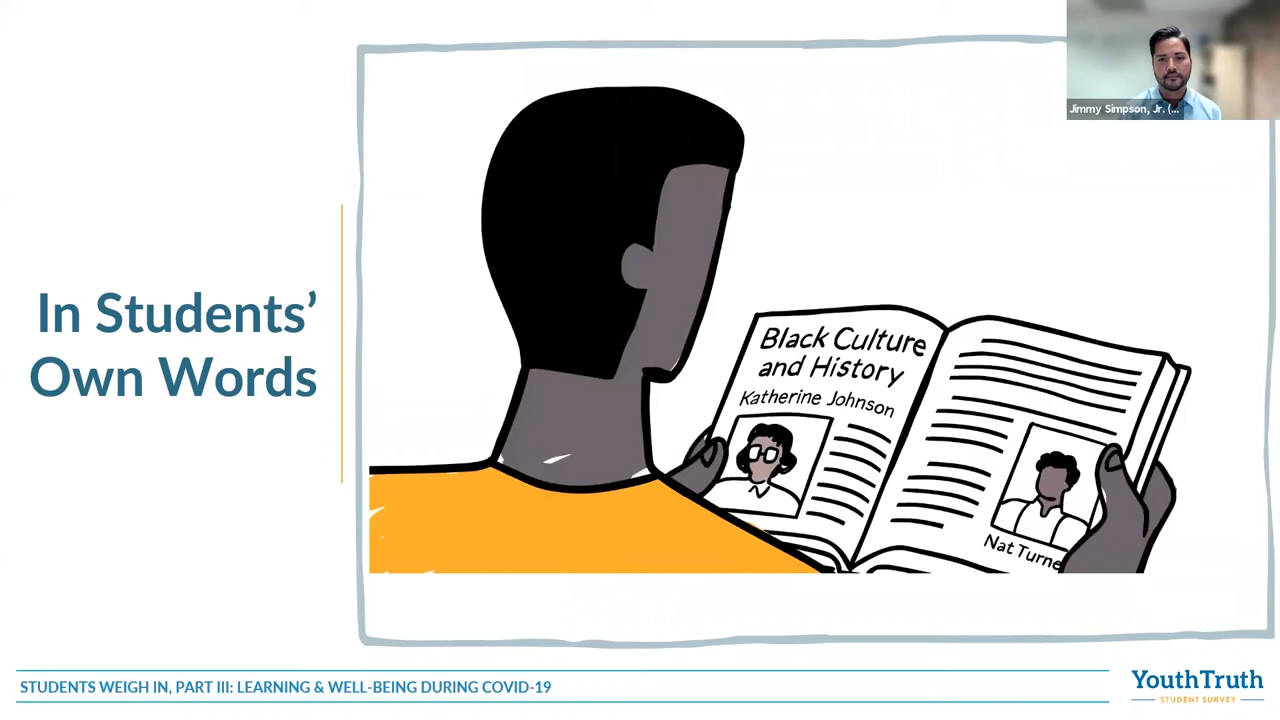 Jimmy Simpson, Jr. (...
In Students’
Own Words
Black Culture
and History
Katherine Johnson
Nat Turne
STUDENTS WEIGH IN, PART III: LEARNING & WELL-BEING DURING COVID-19
YouthTruth
STUDENT SURVEY